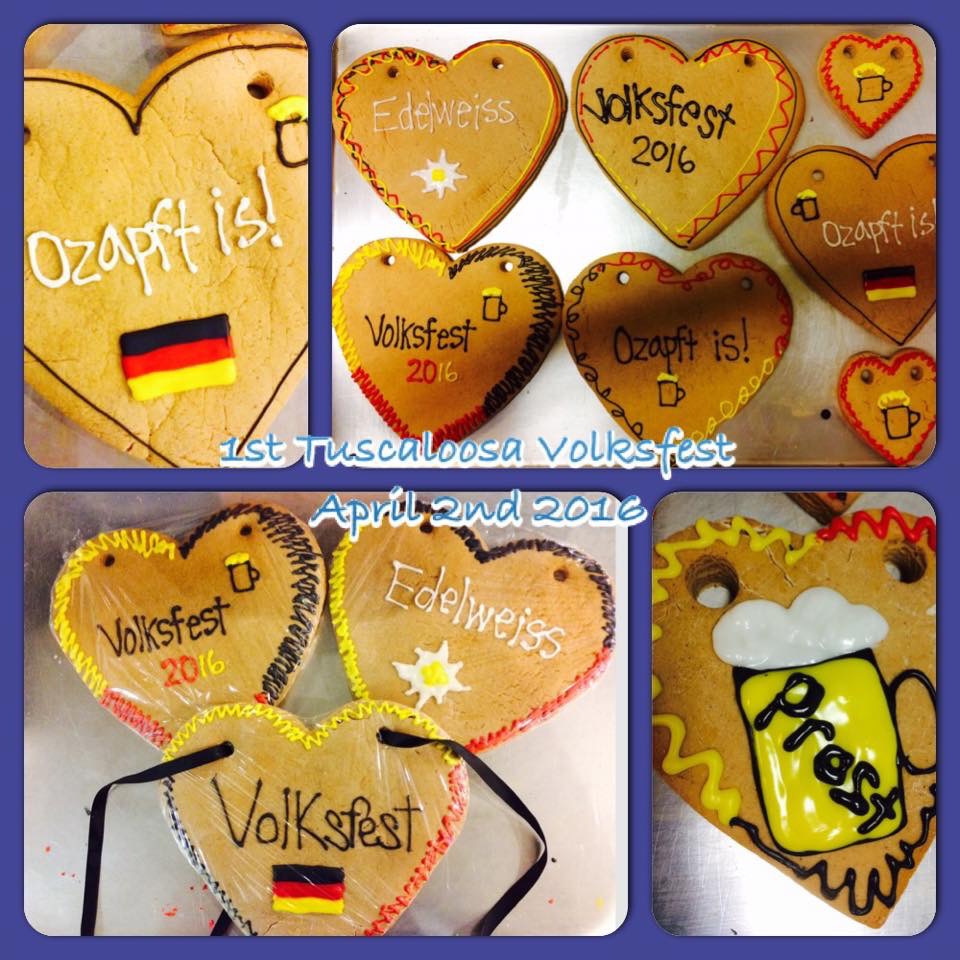 Ozapft is!
Edelweiss
Volksfest
2016
Ozapft is!
Volksfest
2016
Ozapft is!
1st Tuscaloosa Volksfest
April 2nd 2016
Volksfest
2016
Edelweiss
Volksfest
Prost